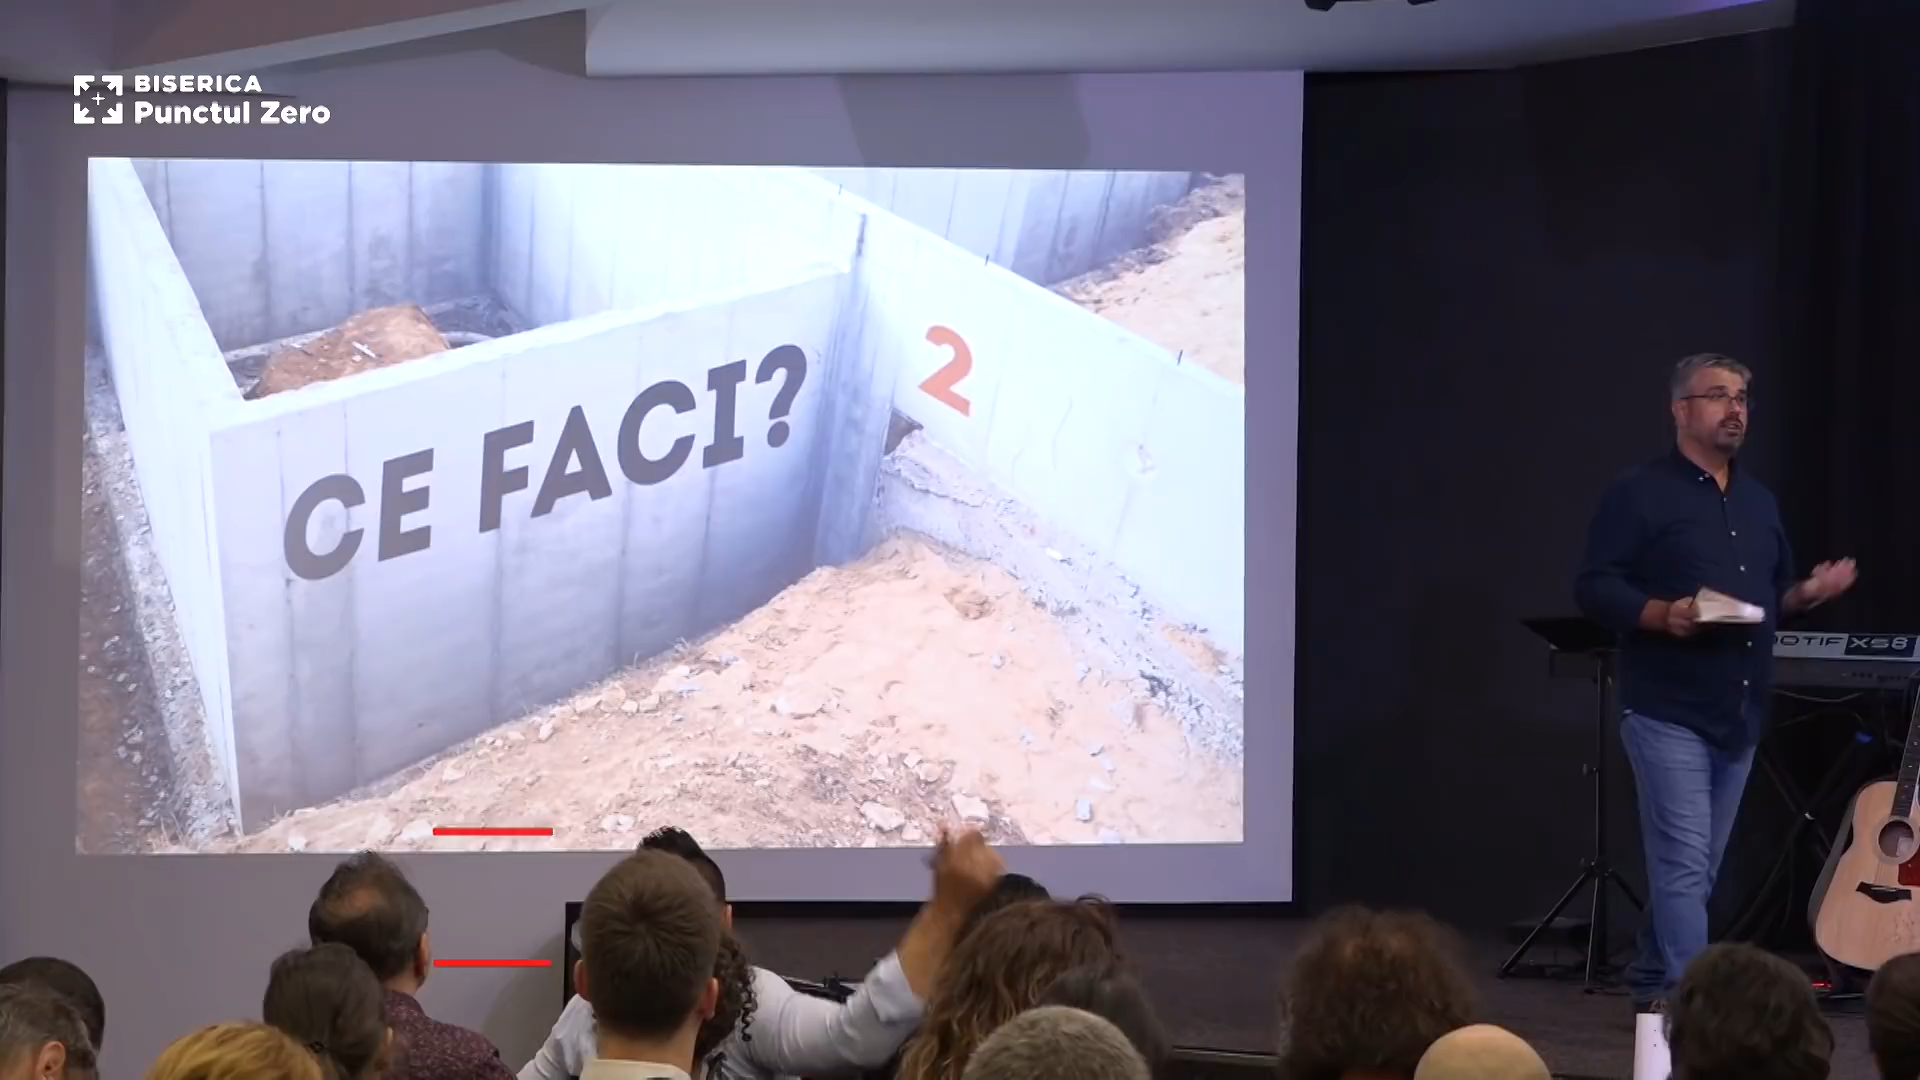 BISERICA
Punctul Zero
CE FACI?
2
OTIF XS8